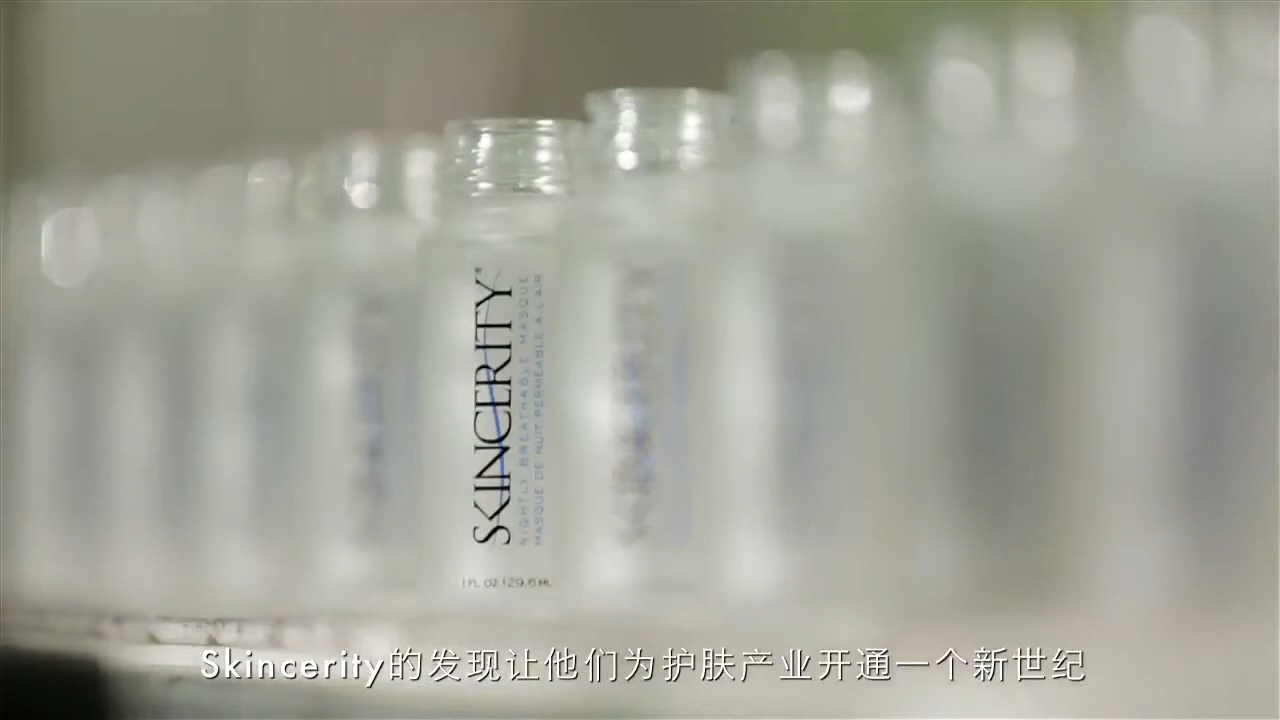 SKINCERITY®
NIGHTLY BREATHABLE MASQUE
MASQUE DE NUIT PERMEABLE A L'AIR
1 FL OZ (29.6 ML
Skincerity的发现让他们为护肤产业开通一个新世纪